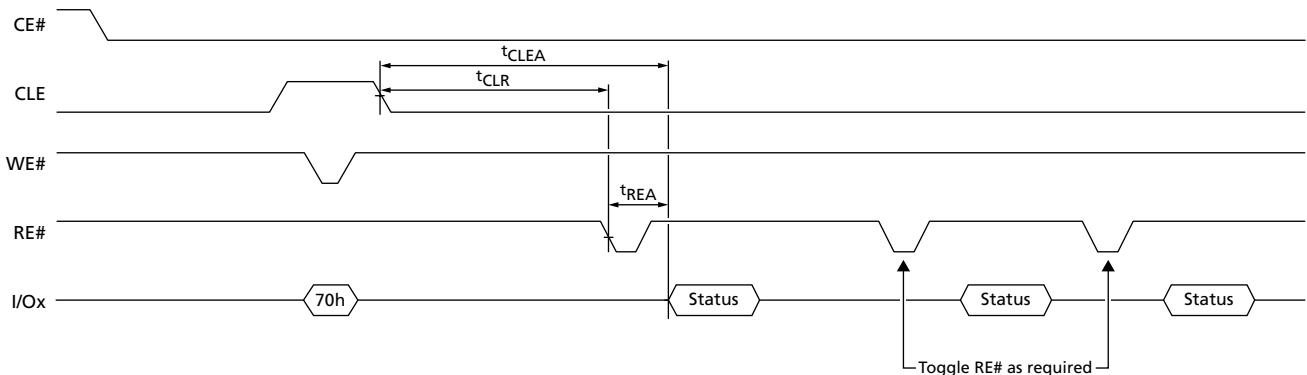 CE#
tCLEA
tCLR
CLE
WE#
tREA
RE#
I/Ox 70h Status Status Status
Toggle RE# as required